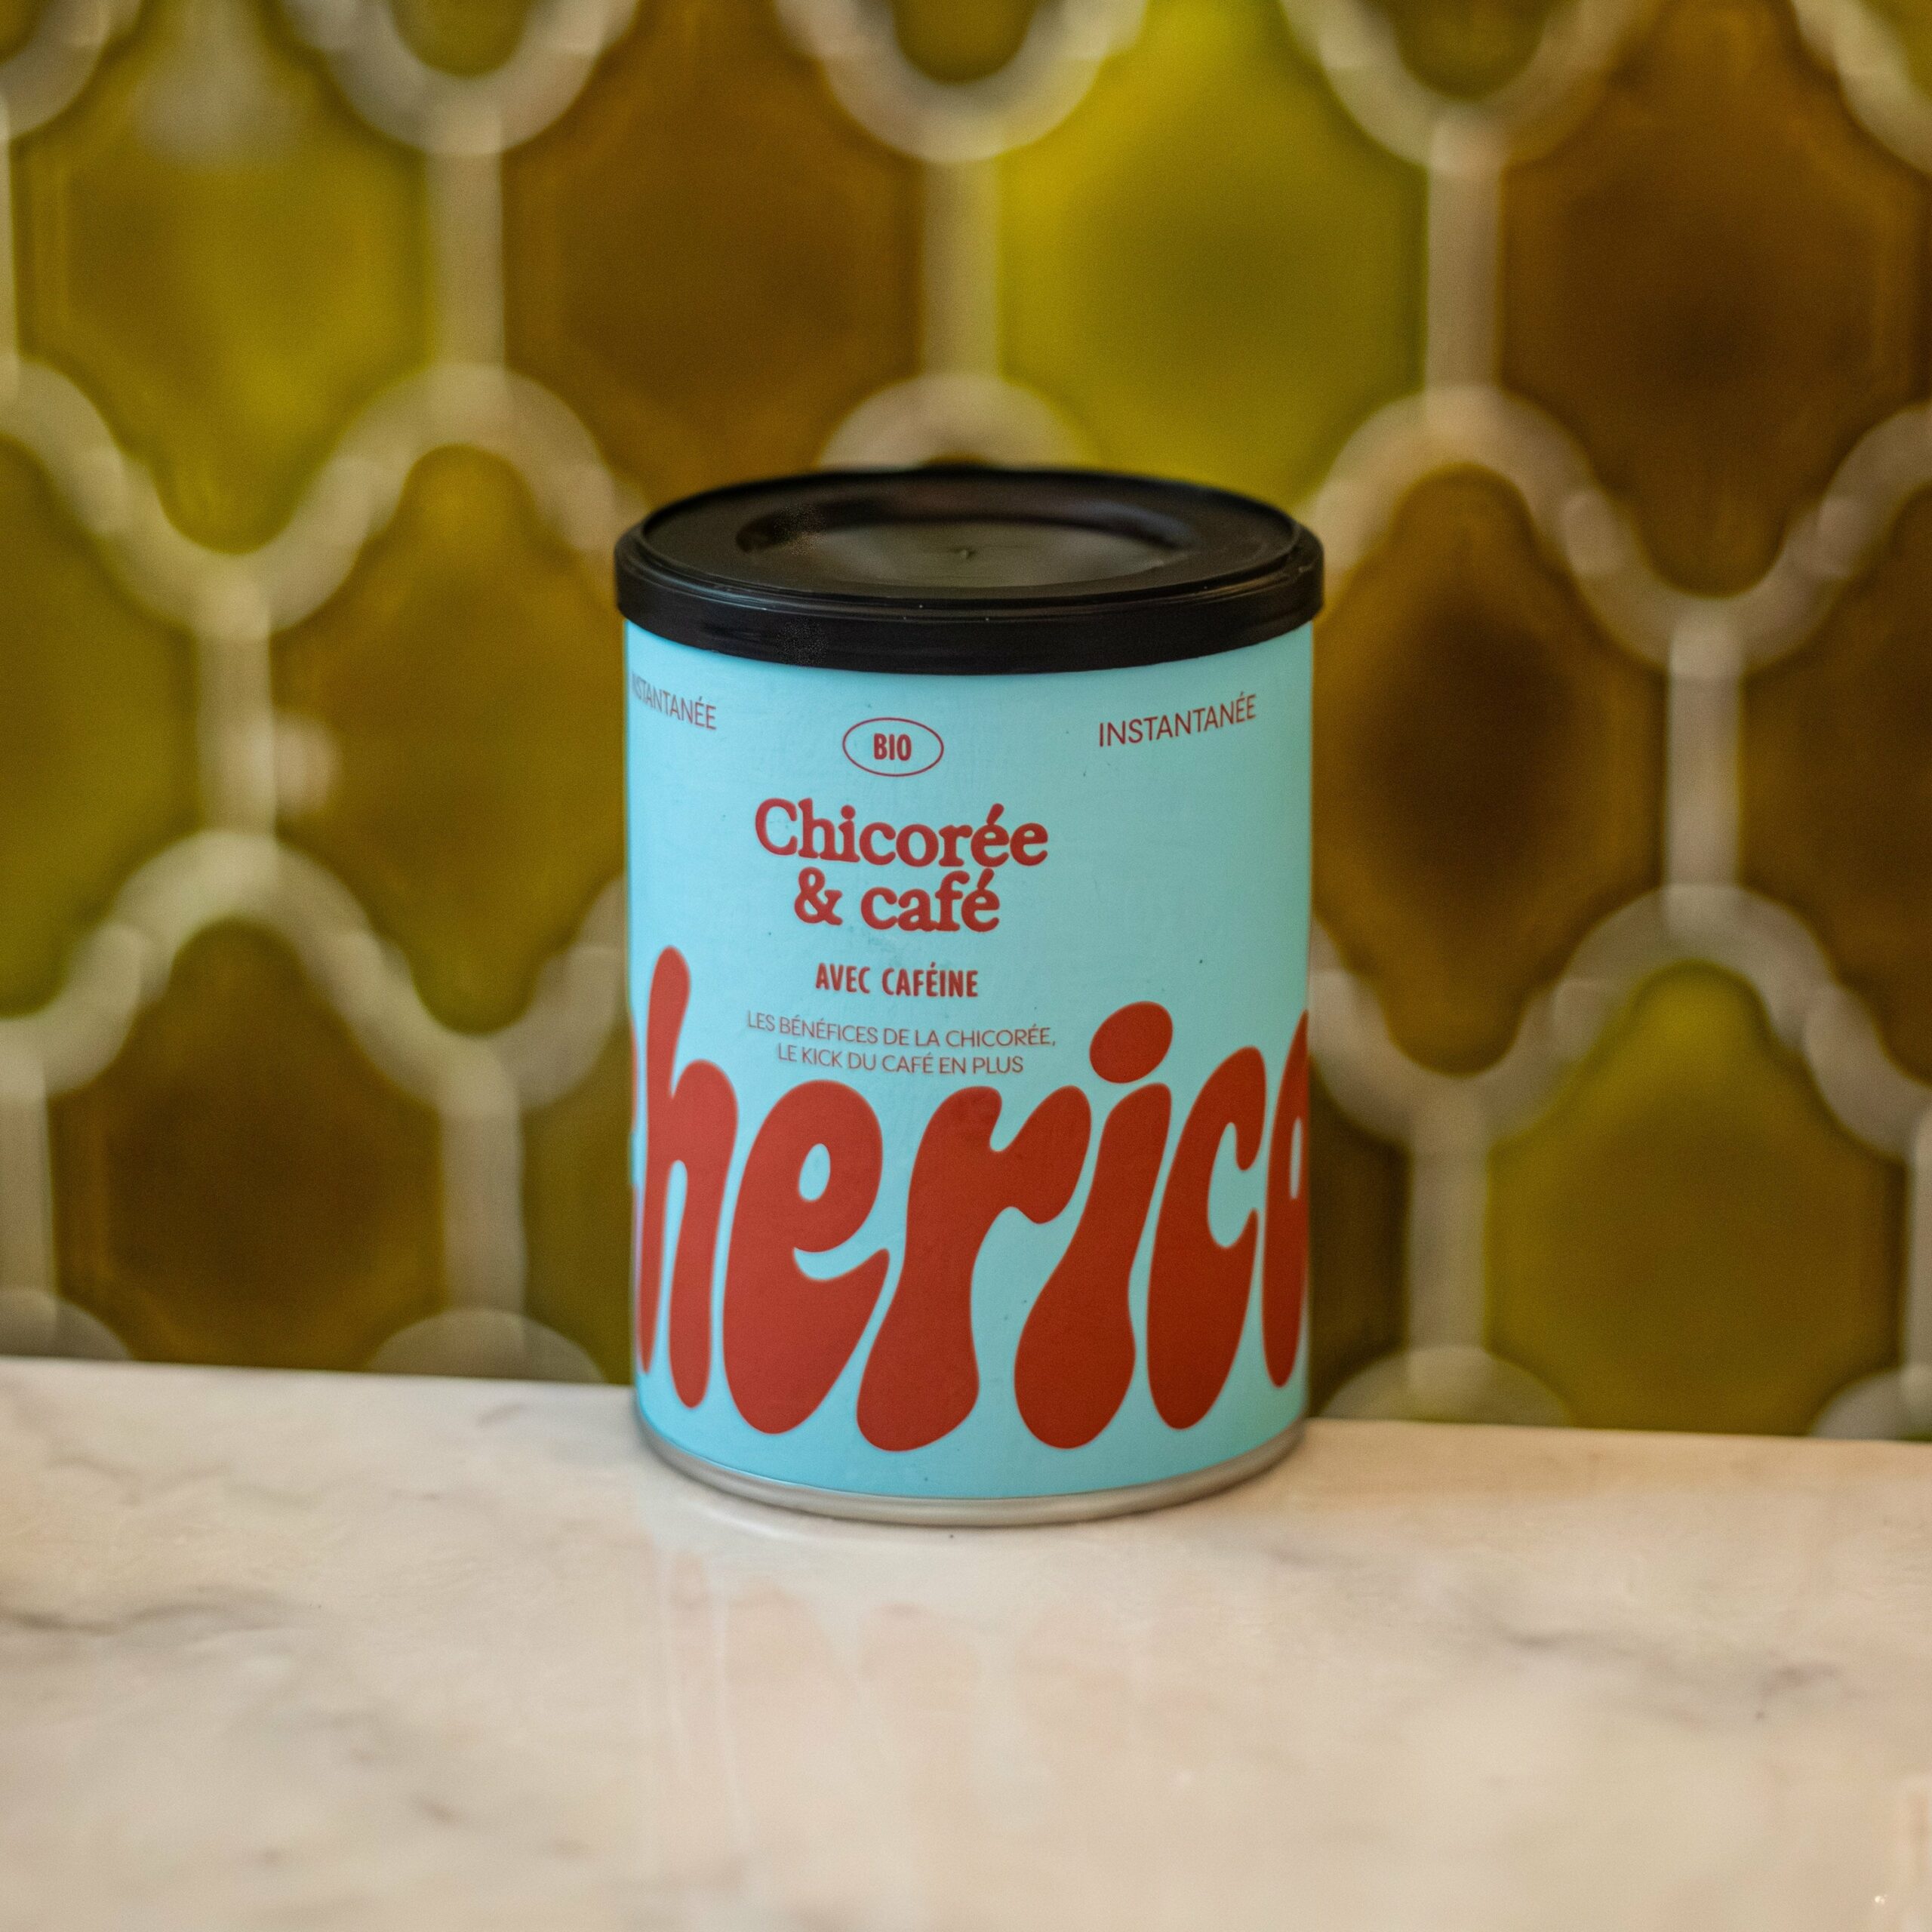 INSTANTANÉE
INSTANTANÉE
BIO
Chicorée
& café
AVEC CAFÉINE
LES BÉNÉFICES DE LA CHICORÉE,
LE KICK DU CAFÉ EN PLUS
herico